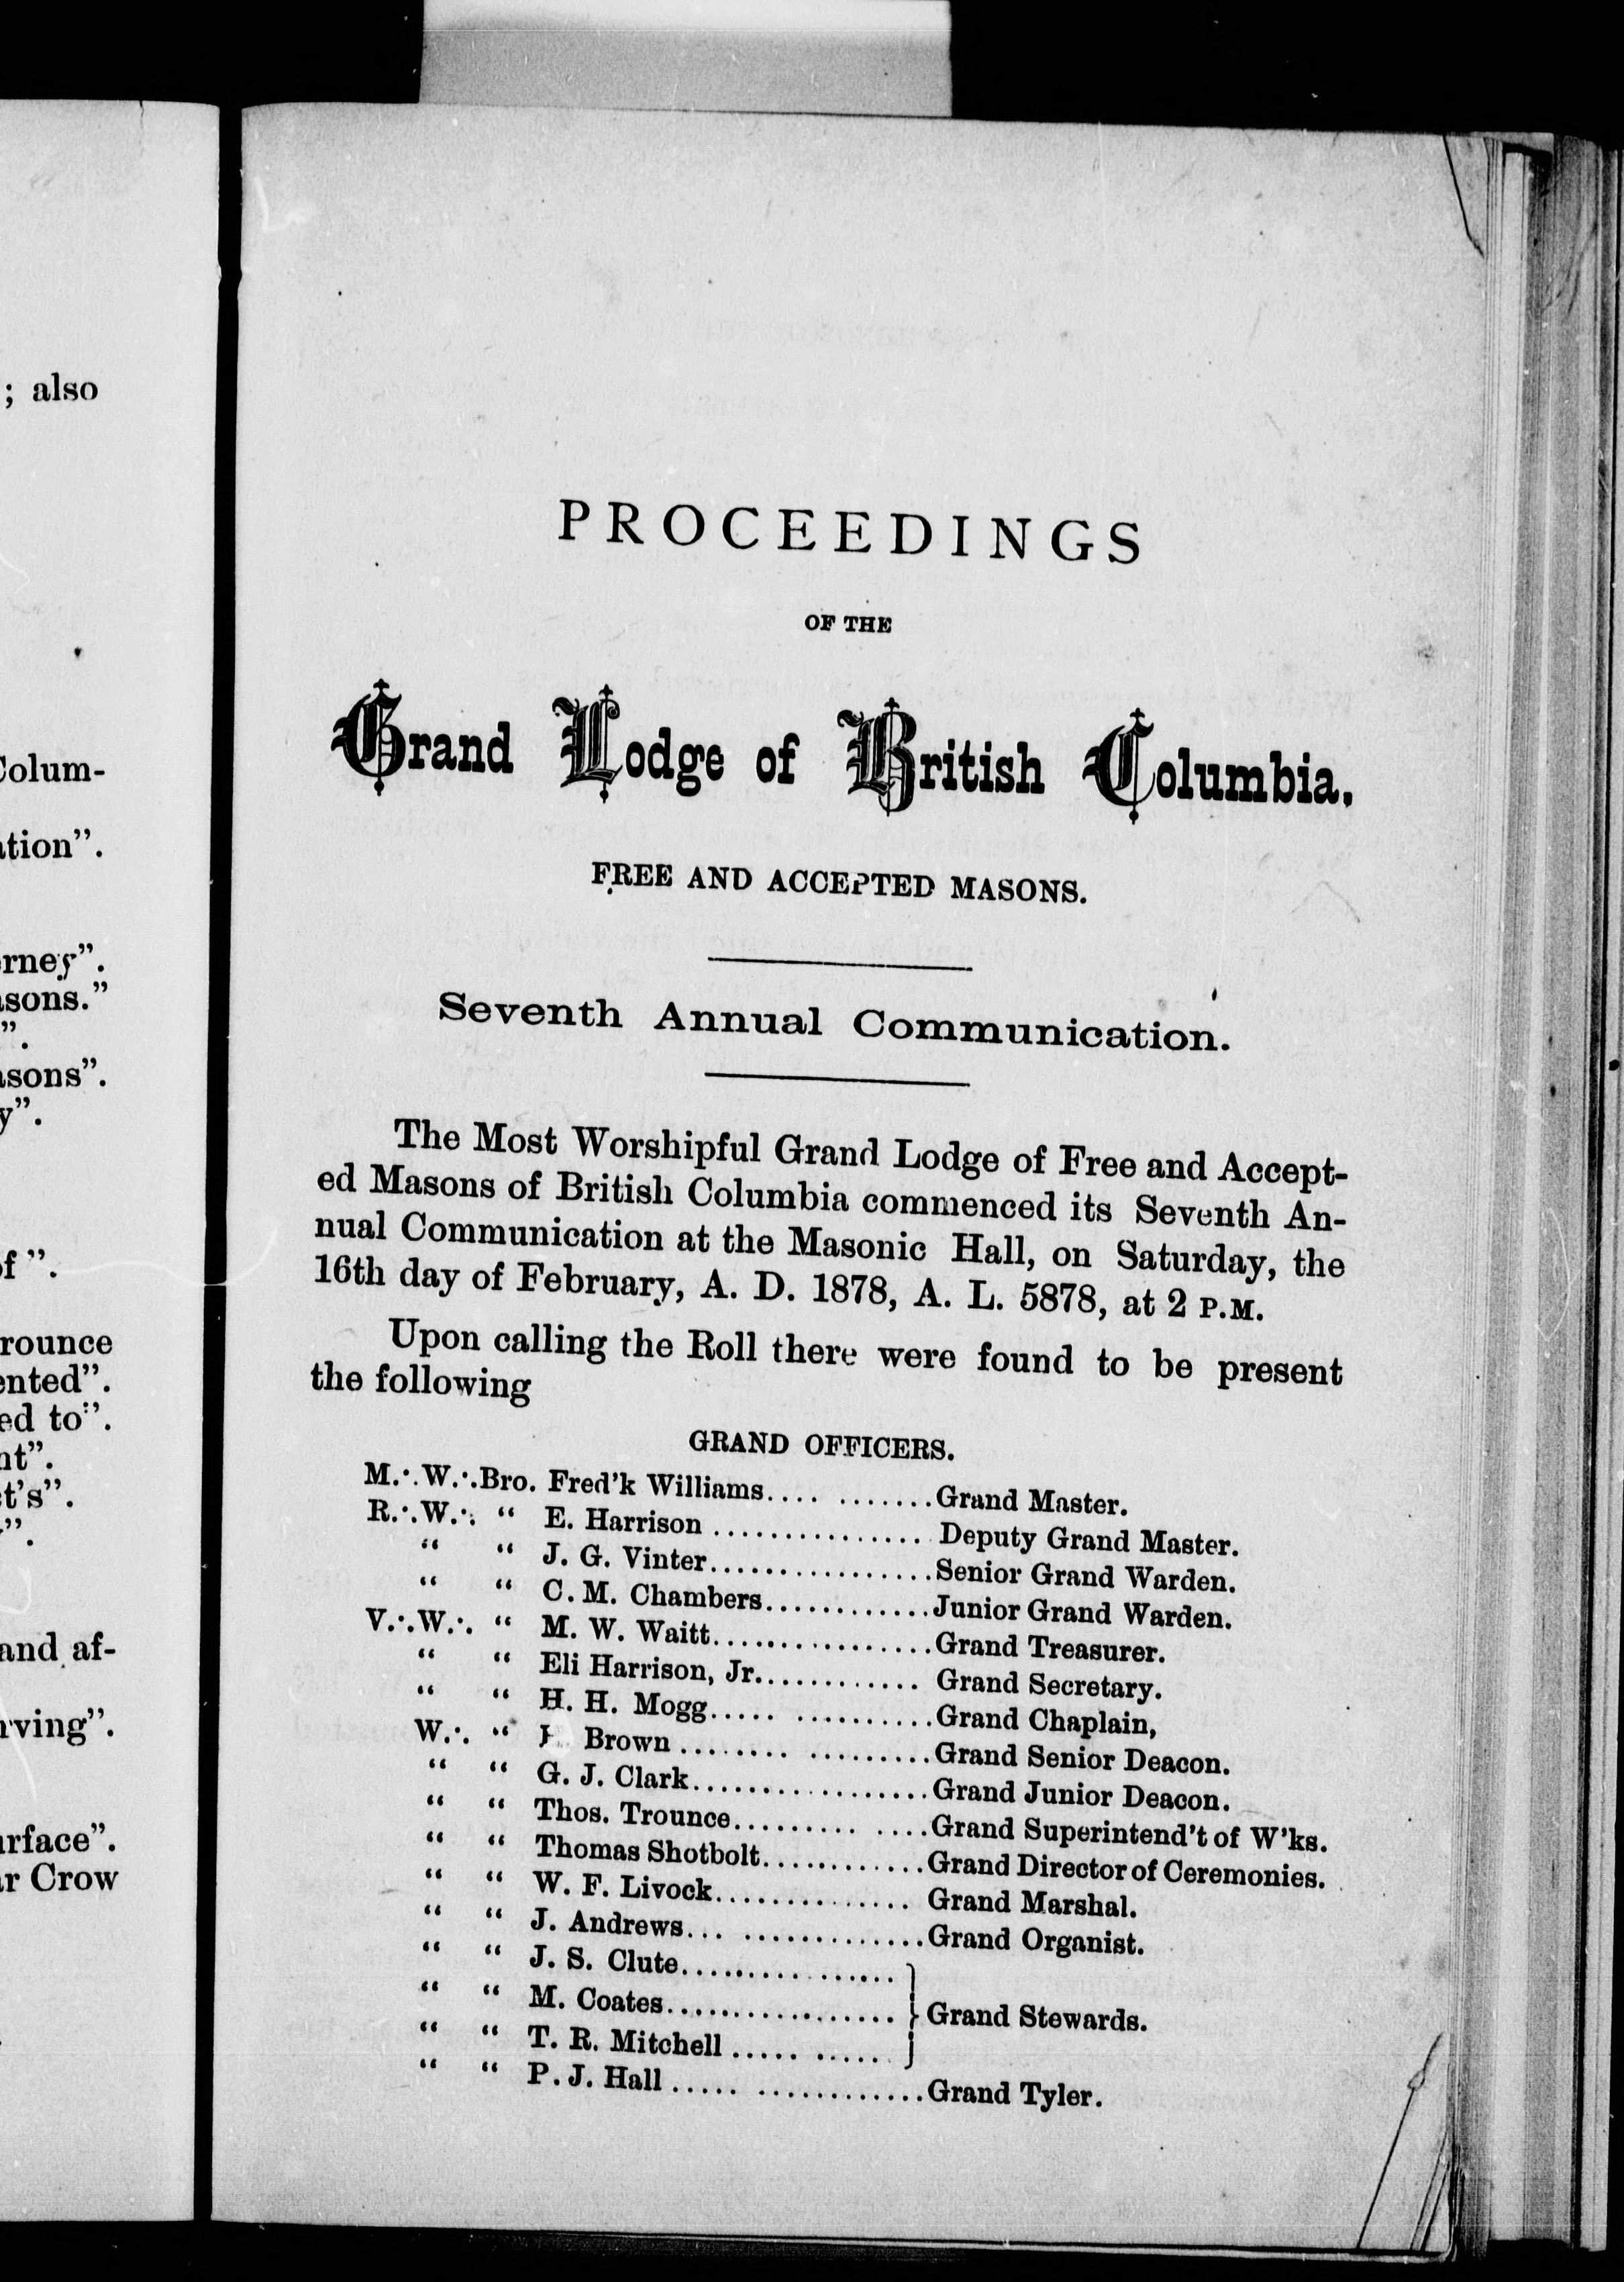 ; also
Colum-
ation".
erney".
asons."
".
asons".
y".
of ".
rounce
ented".
ed to".
nt".
t's".
".
and af-
rving".
urface".
ar Crow
PROCEEDINGS
OF THE
Grand Lodge of British Columbia.
FREE AND ACCEPTED MASONS.
Seventh Annual Communication.
The Most Worshipful Grand Lodge of Free and Accept-
ed Masons of British Columbia commenced its Seventh An-
nual Communication at the Masonic Hall, on Saturday, the
16th day of February, A. D. 1878, A. L. 5878, at 2 P.M.
Upon calling the Roll there were found to be present
the following
GRAND OFFICERS.
M.∴W.∴Bro. Fred'k Williams.... .......Grand Master.
R.∴W.∴ " E. Harrison ................ Deputy Grand Master.
" " J. G. Vinter.................Senior Grand Warden.
" " C. M. Chambers............Junior Grand Warden.
V.∴W.∴ " M. W. Waitt.................Grand Treasurer.
" " Eli Harrison, Jr............ Grand Secretary.
" " H. H. Mogg..... ..........Grand Chaplain,
W.∴ " Brown ........ .........Grand Senior Deacon.
" " G. J. Clark..................Grand Junior Deacon.
" " Thos. Trounce......... ....Grand Superintend't of W'ks.
" " Thomas Shotbolt............Grand Director of Ceremonies.
" " W. F. Livock............... Grand Marshal.
" " J. Andrews... .............Grand Organist.
" " J. S. Clute................
" " M. Coates.................. } Grand Stewards.
" " T. R. Mitchell ..... .....
" " P. J. Hall ..... ............Grand Tyler.